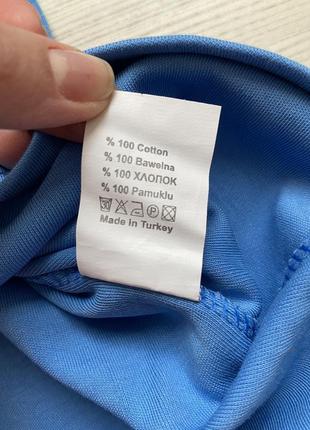 % 100 Cotton
% 100 Bawełna
% 100 ХЛОПОК
% 100 Pamuklu
Made in Turkey